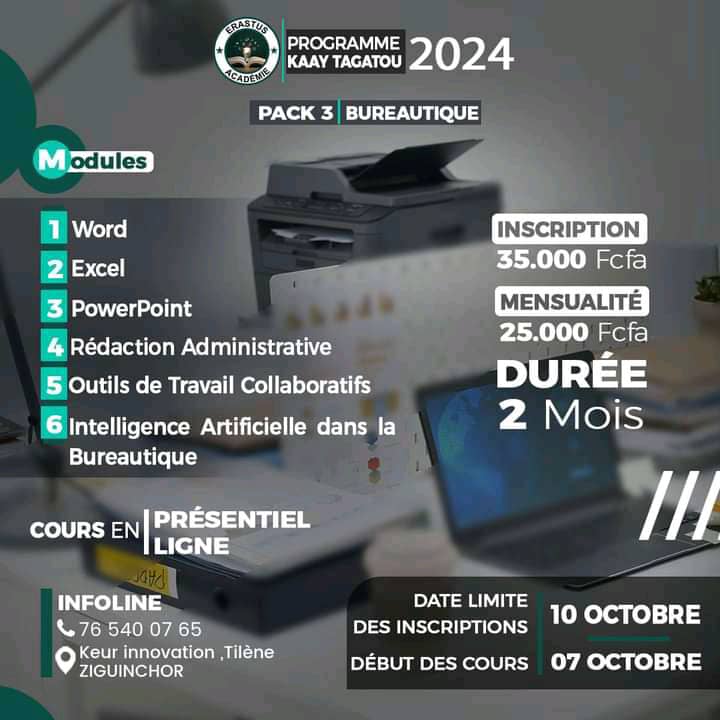 ERASTUS
ACADÉMIE
PROGRAMME
KAAY TAGATOU
2024
PACK 3 | BUREAUTIQUE
Modules
1 Word
2 Excel
3 PowerPoint
4 Rédaction Administrative
5 Outils de Travail Collaboratifs
6 Intelligence Artificielle dans la
Bureautique
INSCRIPTION
35.000 Fcfa
MENSUALITÉ
25.000 Fcfa
DURÉE
2 Mois
COURS EN
PRÉSENTIEL
LIGNE
INFOLINE
76 540 07 65
Keur innovation ,Tilène
ZIGUINCHOR
DATE LIMITE
DES INSCRIPTIONS
10 OCTOBRE
DÉBUT DES COURS
07 OCTOBRE